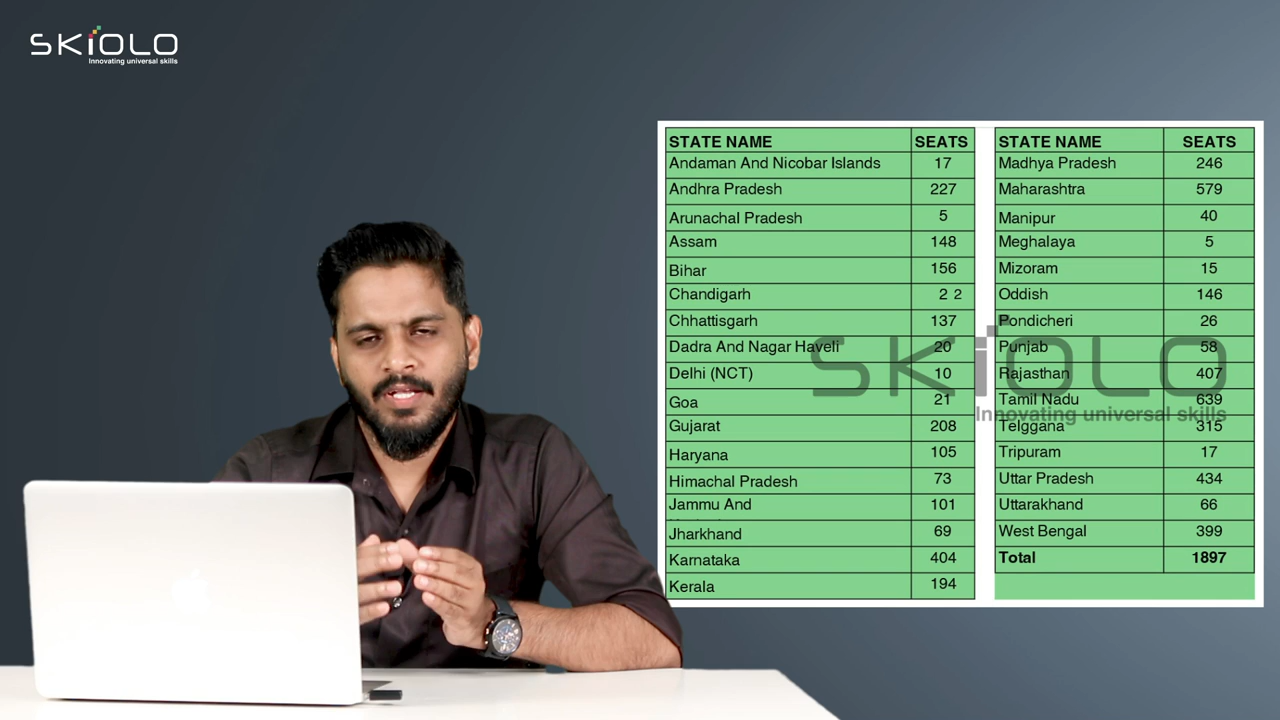 SKiOLO
Innovating universal skills
STATE NAME SEATS
Andaman And Nicobar Islands 17
Andhra Pradesh 227
Arunachal Pradesh 5
Assam 148
Bihar 156
Chandigarh 2 2
Chhattisgarh 137
Dadra And Nagar Haveli 20
Delhi (NCT) 10
Goa 21
Gujarat 208
Haryana 105
Himachal Pradesh 73
Jammu And 101
Jharkhand 69
Karnataka 404
Kerala 194
STATE NAME SEATS
Madhya Pradesh 246
Maharashtra 579
Manipur 40
Meghalaya 5
Mizoram 15
Oddish 146
Pondicheri 26
Punjab 58
Rajasthan 407
Tamil Nadu 639
Telggana 315
Tripuram 17
Uttar Pradesh 434
Uttarakhand 66
West Bengal 399
Total 1897
SKiOLO
Innovating universal skills